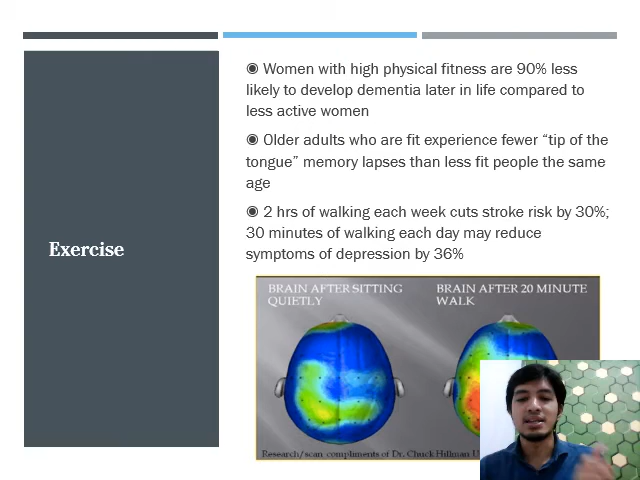 ◉ Women with high physical fitness are 90% less
likely to develop dementia later in life compared to
less active women
◉ Older adults who are fit experience fewer “tip of the
tongue” memory lapses than less fit people the same
age
◉ 2 hrs of walking each week cuts stroke risk by 30%;
30 minutes of walking each day may reduce
symptoms of depression by 36%
Exercise
BRAIN AFTER SITTING
QUIETLY
BRAIN AFTER 20 MINUTE
WALK
Research/scan compliments of Dr. Chuck Hillman